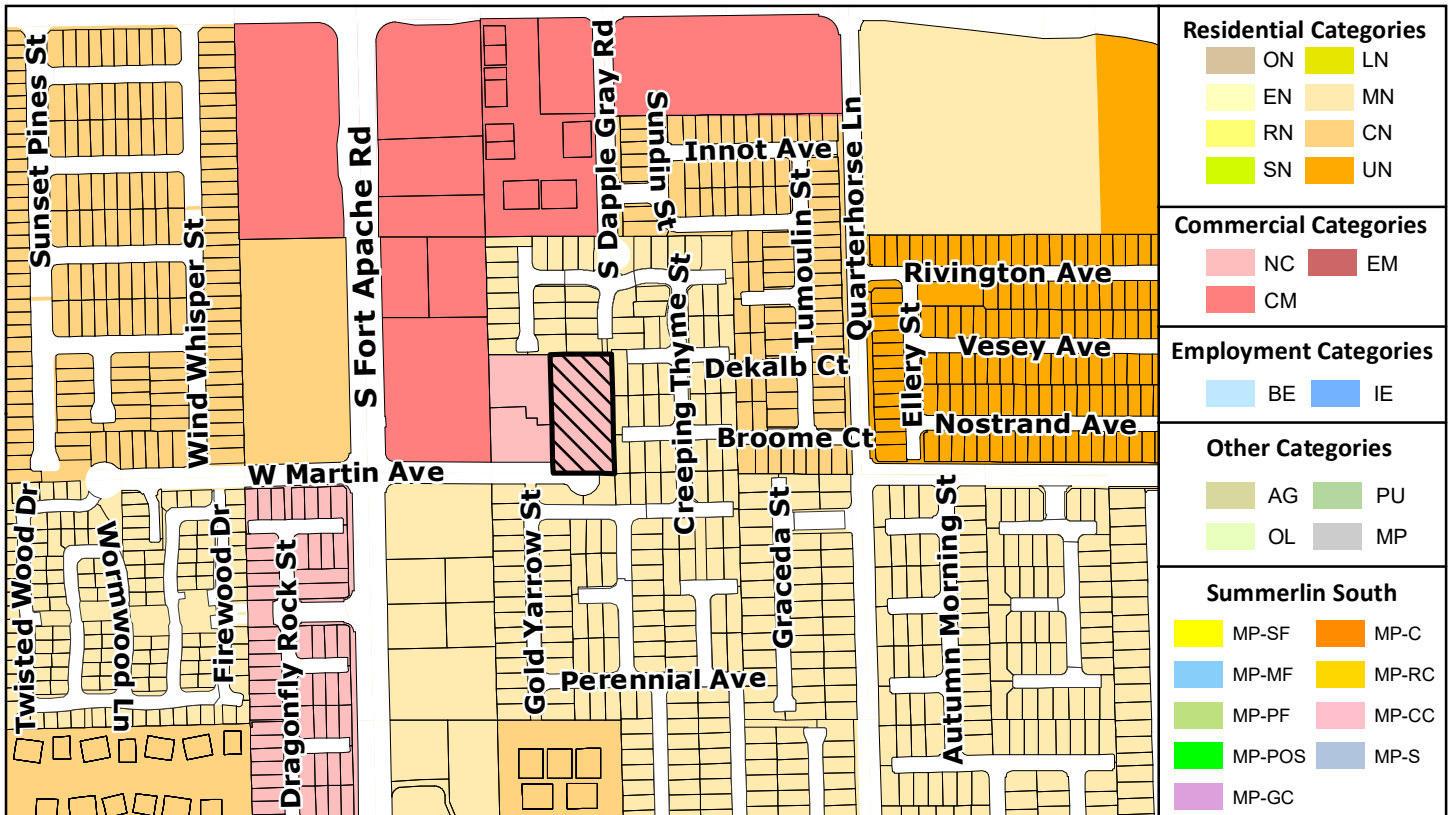 Sunset Pines St
Wind Whisper St
S Fort Apache Rd
S Dapple Gray Rd
Sundin St
Innot Ave
Tumoulin St
Quarterhorse Ln
Creeping Thyme St
Dekalb Ct
Broome Ct
Rivington Ave
Ellery St
Vesey Ave
Nostrand Ave
W Martin Ave
Twisted Wood Dr
Wormwood Ln
Firewood Dr
Dragonfly Rock St
Gold Yarrow St
Perennial Ave
Graceda St
Autumn Morning St
Residential Categories
ON LN
EN MN
RN CN
SN UN
Commercial Categories
NC EM
CM
Employment Categories
BE IE
Other Categories
AG PU
OL MP
Summerlin South
MP-SF MP-C
MP-MF MP-RC
MP-PF MP-CC
MP-POS MP-S
MP-GC